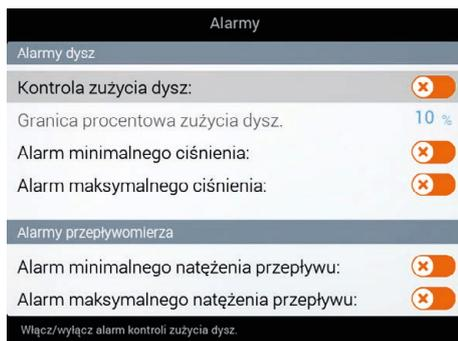 Alarmy
Alarmy dysz
Kontrola zużycia dysz:
Granica procentowa zużycia dysz. 10 %
Alarm minimalnego ciśnienia:
Alarm maksymalnego ciśnienia:
Alarmy przepływomierza
Alarm minimalnego natężenia przepływu:
Alarm maksymalnego natężenia przepływu:
Włącz/wyłącz alarm kontroli zużycia dysz.